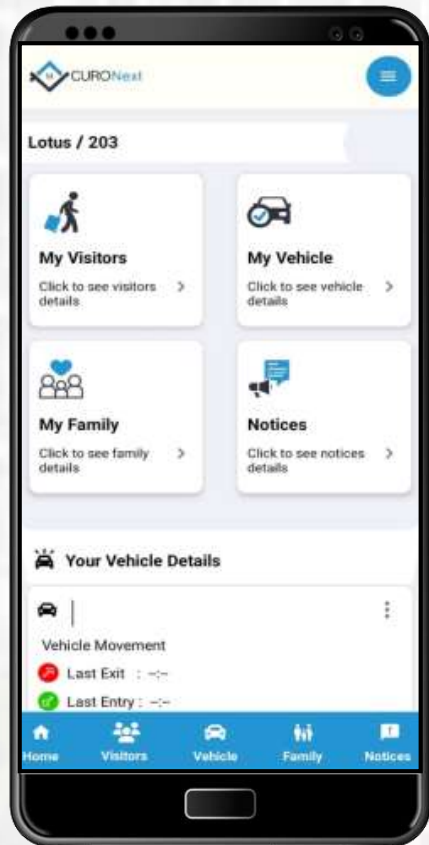 CURONext
Lotus / 203
My Visitors
Click to see visitors
details
My Vehicle
Click to see vehicle
details
My Family
Click to see family
details
Notices
Click to see notices
details
Your Vehicle Details
Vehicle Movement
Last Exit : -:-
Last Entry : -:-
Home Visitors Vehicle Family Notices